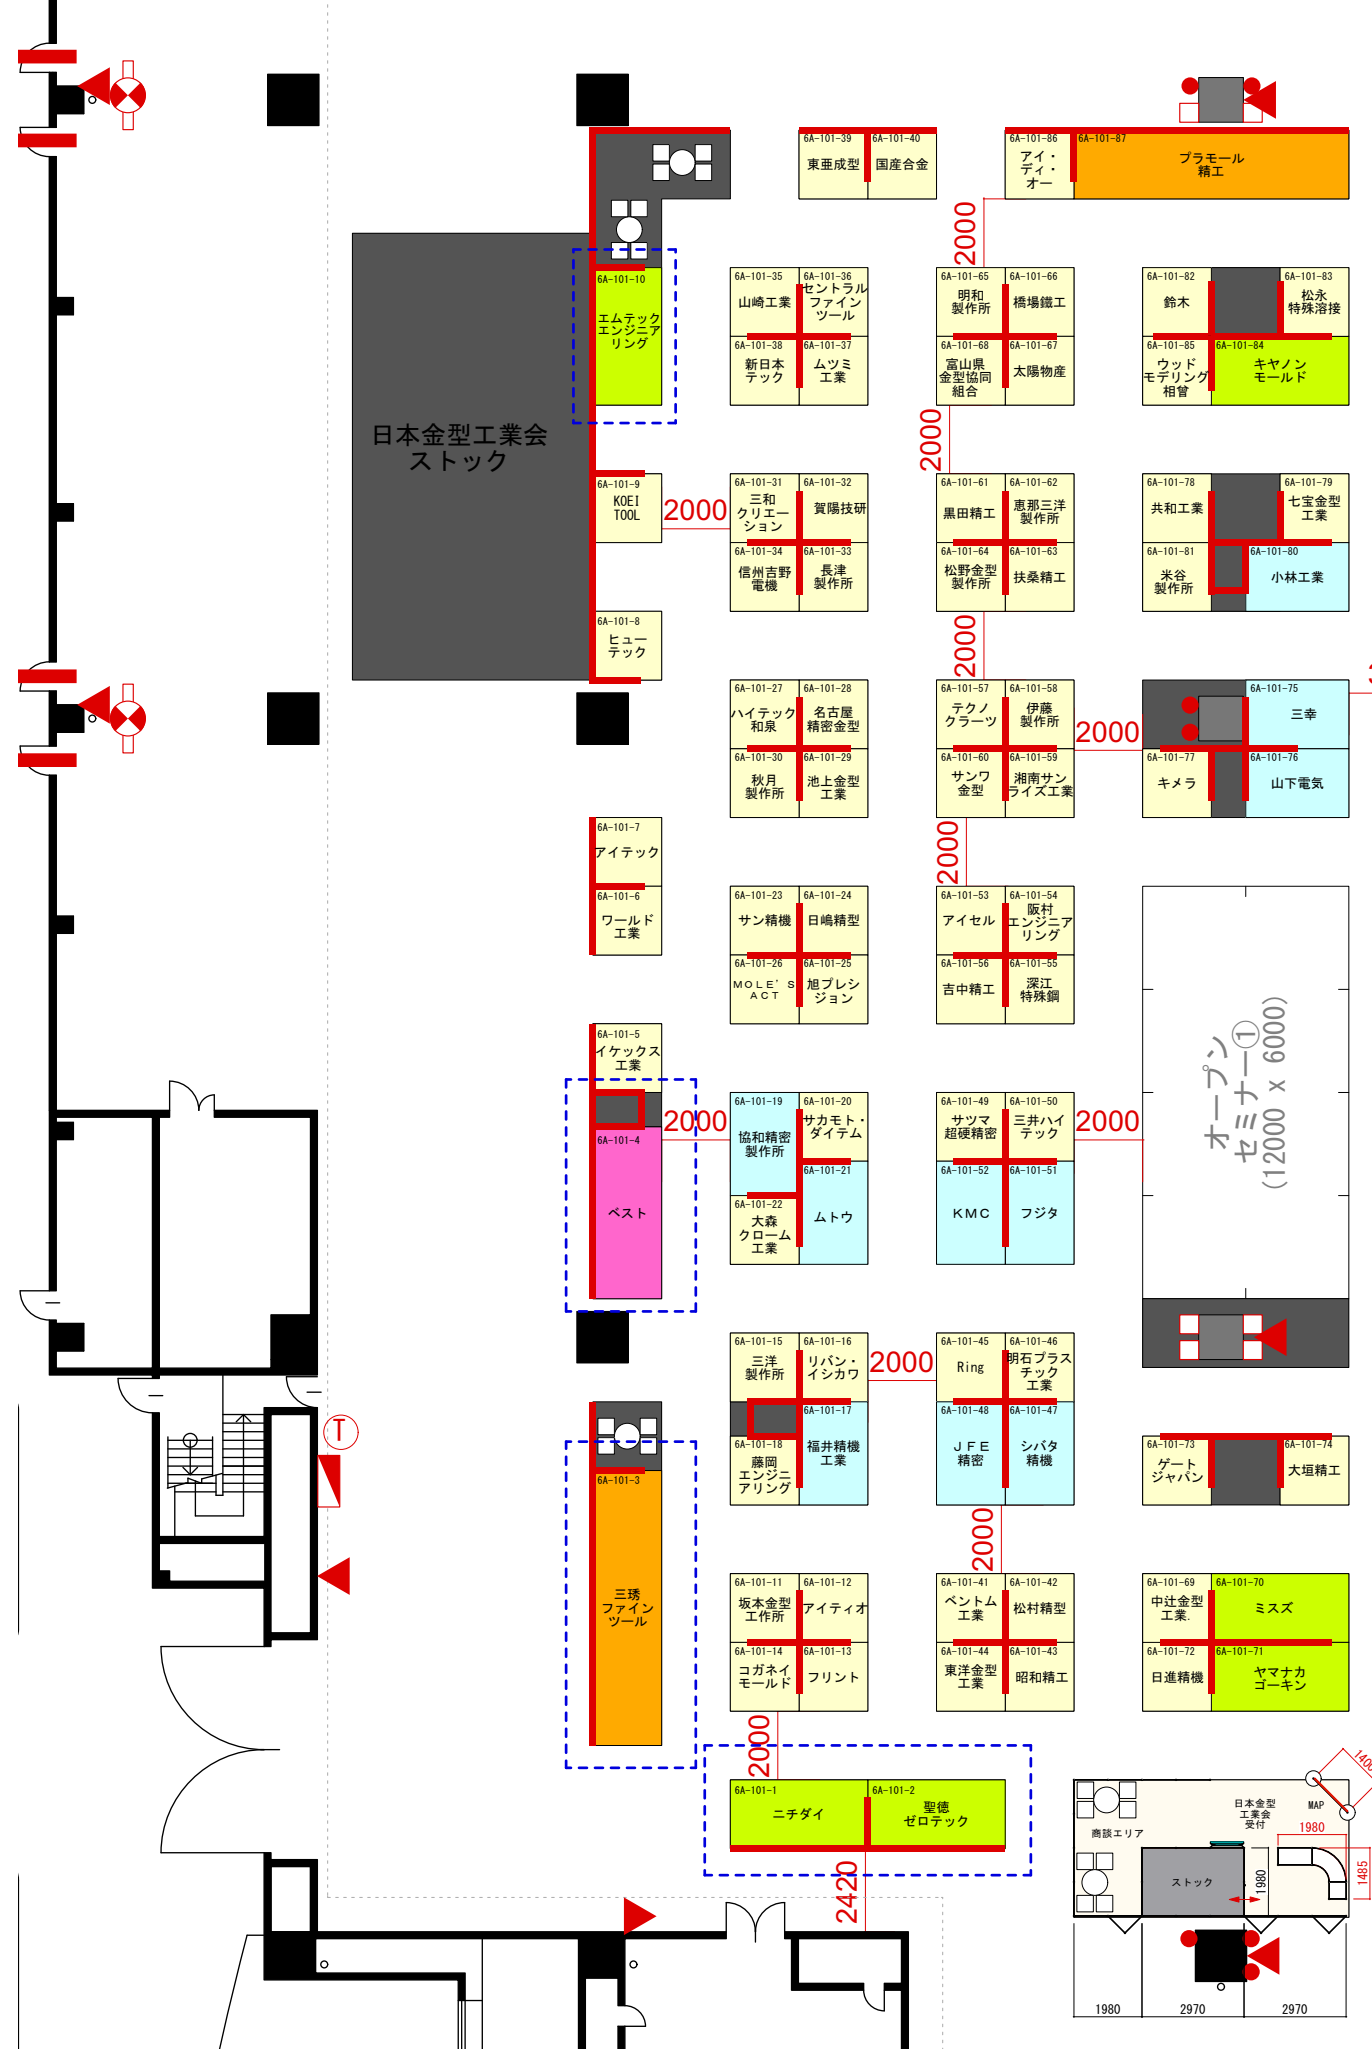 6A-101-39
東亜成型
6A-101-40
国産合金
6A-101-86
アイ・
ディ・
オー
6A-101-87
プラモール
精工
2000
6A-101-10
エムテック
エンジニア
リング
6A-101-35
山崎工業
6A-101-36
セントラル
ファイン
ツール
6A-101-38
新日本
テック
6A-101-37
ムツミ
工業
6A-101-65
明和
製作所
6A-101-66
橋場鐵工
6A-101-68
富山県
金型協同
組合
6A-101-67
太陽物産
6A-101-82
鈴木
6A-101-83
松永
特殊溶接
6A-101-85
ウッド
モデリング
相曾
6A-101-84
キヤノン
モールド
日本金型工業会
ストック
2000
6A-101-9
KOEI
TOOL
2000
6A-101-31
三和
クリエー
ション
6A-101-32
賀陽技研
6A-101-34
信州吉野
電機
6A-101-33
長津
製作所
6A-101-61
黒田精工
6A-101-62
恵那三洋
製作所
6A-101-64
松野金型
製作所
6A-101-63
扶桑精工
6A-101-78
共和工業
6A-101-79
七宝金型
工業
6A-101-81
米谷
製作所
6A-101-80
小林工業
6A-101-8
ヒュー
テック
2000
6A-101-27
ハイテック
和泉
6A-101-28
名古屋
精密金型
6A-101-30
秋月
製作所
6A-101-29
池上金型
工業
6A-101-57
テクノ
クラーツ
6A-101-58
伊藤
製作所
6A-101-60
サンワ
金型
6A-101-59
湘南サン
ライズ工業
2000
6A-101-75
三幸
6A-101-77
キメラ
6A-101-76
山下電気
6A-101-7
アイテック
6A-101-6
ワールド
工業
2000
6A-101-23
サン精機
6A-101-24
日嶋精型
6A-101-26
MOLE'S
ACT
6A-101-25
旭プレシ
ジョン
6A-101-53
アイセル
6A-101-54
阪村
エンジニア
リング
6A-101-56
吉中精工
6A-101-55
深江
特殊鋼
オープン
セミナー①
(12000 x 6000)
6A-101-5
イケックス
工業
6A-101-4
ベスト
2000
6A-101-19
協和精密
製作所
6A-101-20
サカモト・
ダイテム
6A-101-22
大森
クローム
工業
6A-101-21
ムトウ
6A-101-49
サツマ
超硬精密
6A-101-50
三井ハイ
テック
6A-101-52
KMC
6A-101-51
フジタ
2000
6A-101-15
三洋
製作所
6A-101-16
リバン・
イシカワ
6A-101-18
藤岡
エンジニ
アリング
6A-101-17
福井精機
工業
2000
6A-101-45
Ring
6A-101-46
明石プラス
チック
工業
6A-101-48
JFE
精密
6A-101-47
シバタ
精機
6A-101-73
ゲート
ジャパン
6A-101-74
大垣精工
T
6A-101-3
三琇
ファイン
ツール
2000
6A-101-11
坂本金型
工作所
6A-101-12
アイティオ
6A-101-14
コガネイ
モールド
6A-101-13
フリント
6A-101-41
ペントム
工業
6A-101-42
松村精型
6A-101-44
東洋金型
工業
6A-101-43
昭和精工
6A-101-69
中辻金型
工業.
6A-101-70
ミスズ
6A-101-72
日進精機
6A-101-71
ヤマナカ
ゴーキン
2000
6A-101-1
ニチダイ
6A-101-2
聖徳
ゼロテック
2420
1400
日本金型
工業会
受付
MAP
商談エリア
1980
ストック
1980
1485
1980
2970
2970